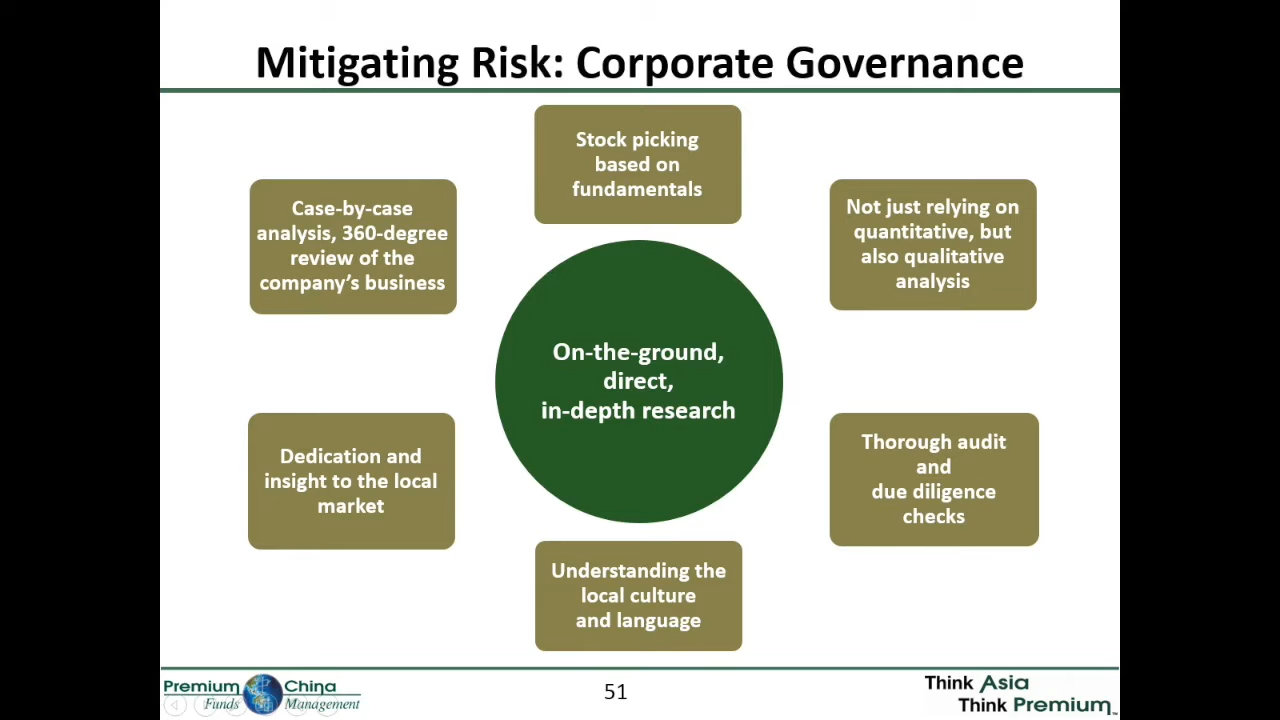 Mitigating Risk: Corporate Governance
Stock picking
based on
fundamentals
Case-by-case
analysis, 360-degree
review of the
company's business
Not just relying on
quantitative, but
also qualitative
analysis
On-the-ground,
direct,
in-depth research
Dedication and
insight to the local
market
Thorough audit
and
due diligence
checks
Understanding the
local culture
and language
Premium China
Funds Management
51
Think Asia
Think Premium™